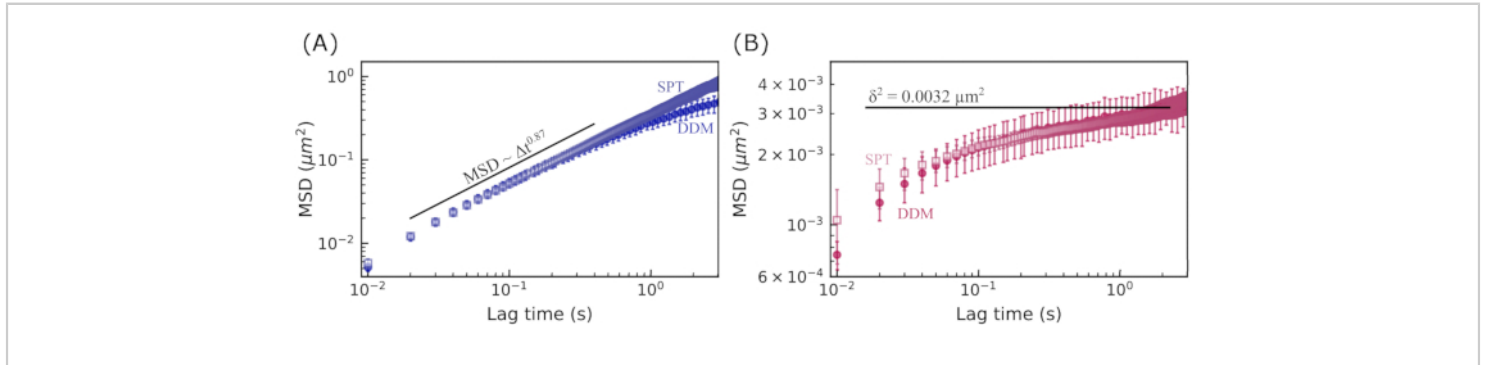 (A)
10⁰
10⁻¹
10⁻²
MSD (μm²)
SPT
DDM
MSD ~ Δt⁰·⁸⁷
10⁻² 10⁻¹ 10⁰
Lag time (s)
(B)
4 × 10⁻³
3 × 10⁻³
2 × 10⁻³
10⁻³
6 × 10⁻⁴
MSD (μm²)
δ² = 0.0032 μm²
SPT
DDM
10⁻² 10⁻¹ 10⁰
Lag time (s)